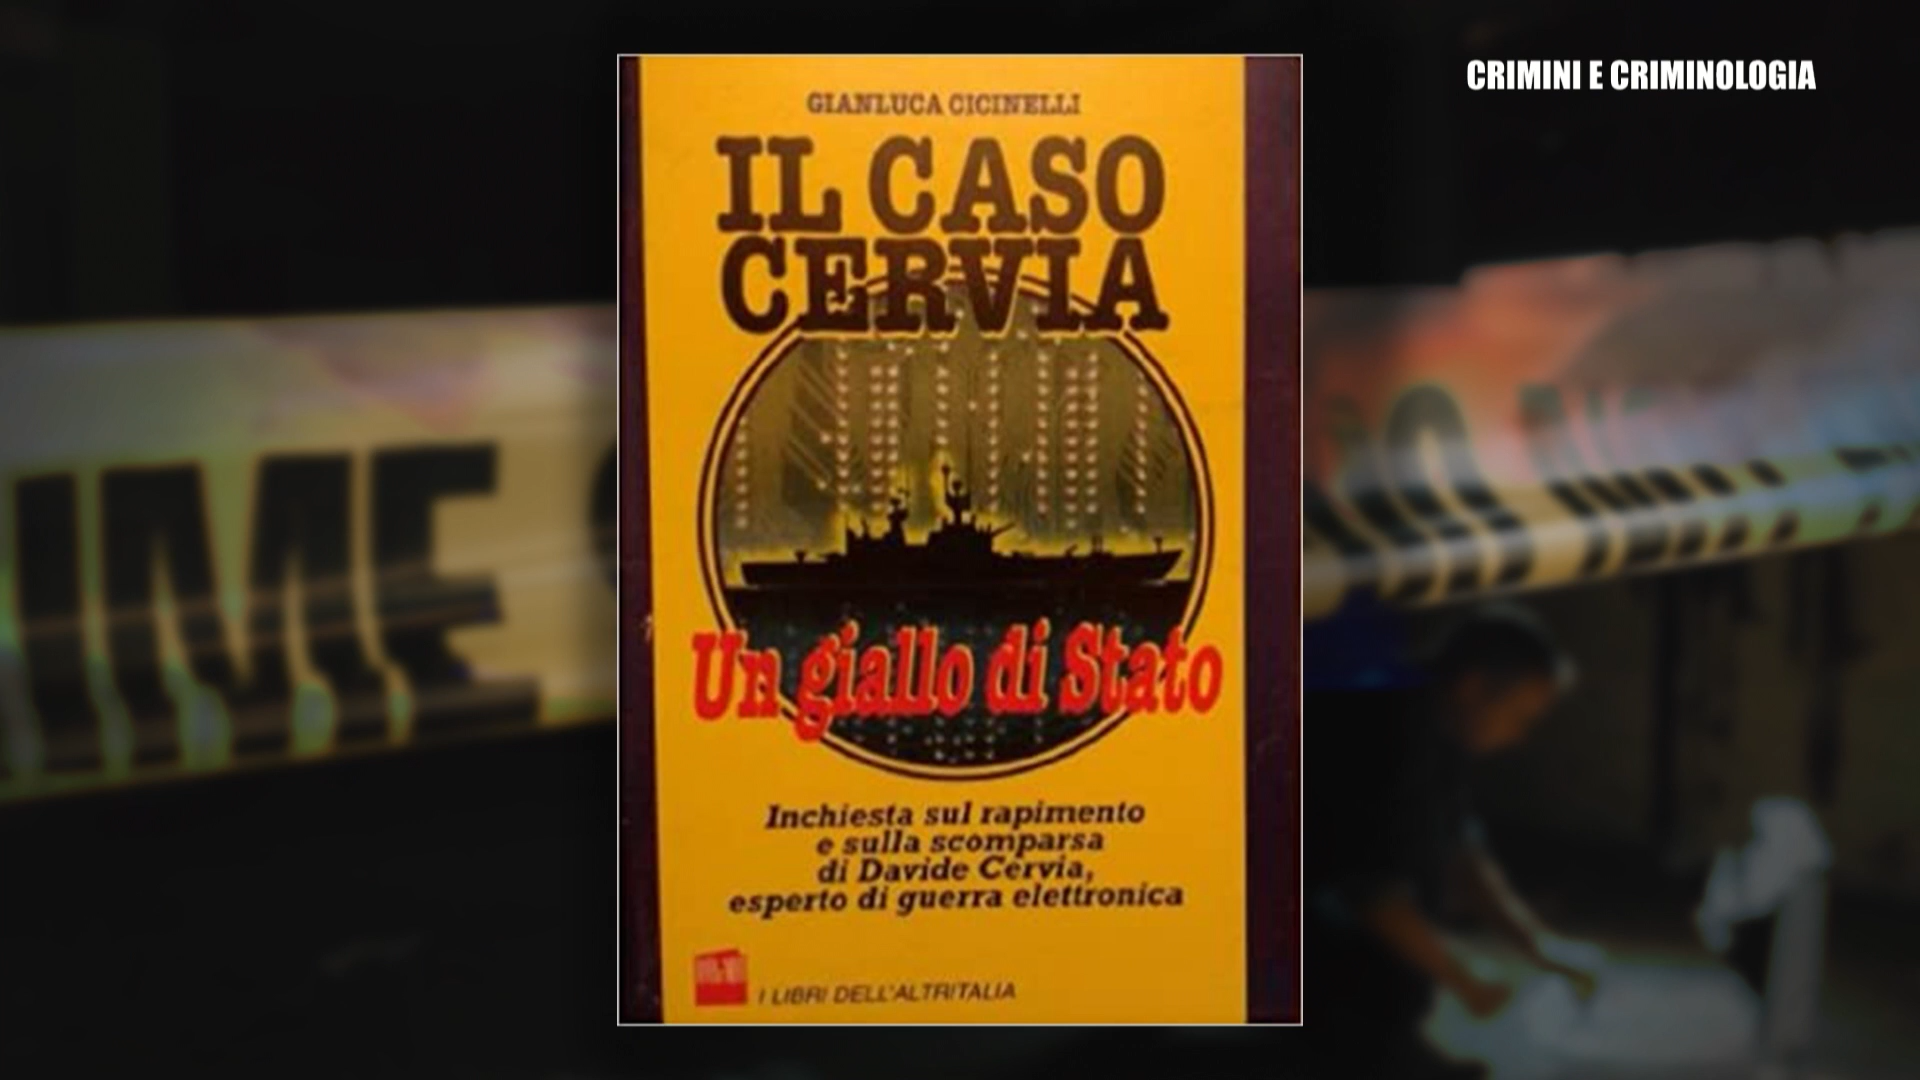 CRIMINI E CRIMINOLOGIA
GIANLUCA CICINELLI
IL CASO
CERVIA
Un giallo di Stato
Inchiesta sul rapimento
e sulla scomparsa
di Davide Cervia,
esperto di guerra elettronica
I LIBRI DELL'ALTRITALIA
IME